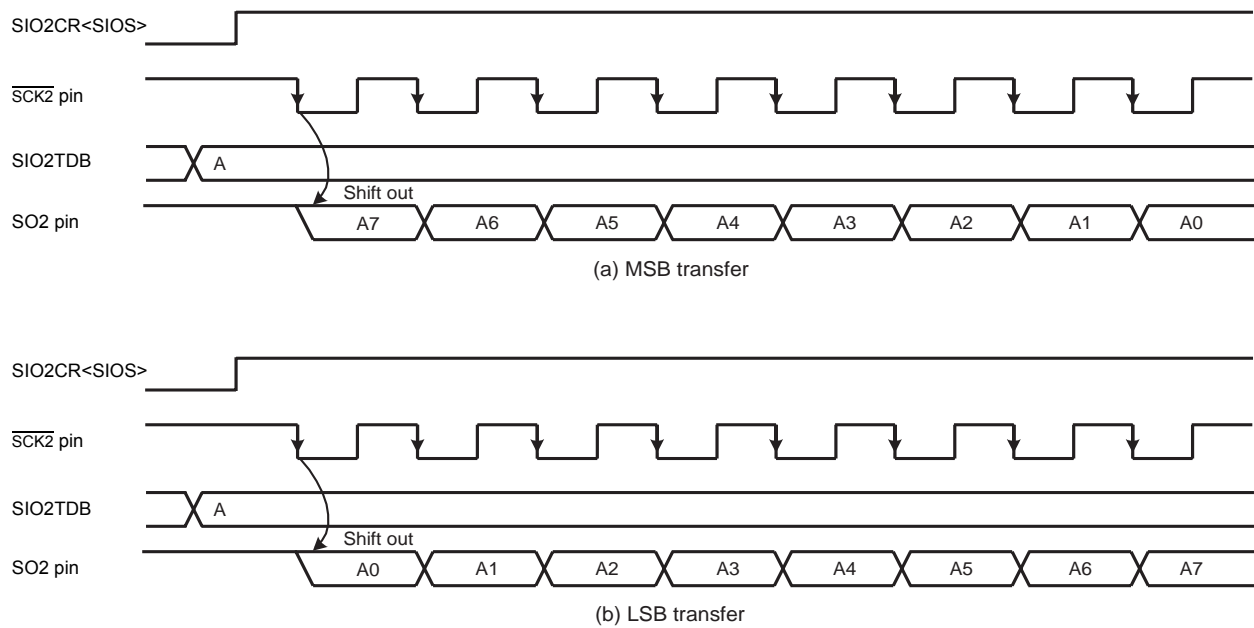 SIO2CR<SIOS>
SCK2 pin
SIO2TDB
A
Shift out
SO2 pin
A7 A6 A5 A4 A3 A2 A1 A0
(a) MSB transfer
SIO2CR<SIOS>
SCK2 pin
SIO2TDB
A
Shift out
SO2 pin
A0 A1 A2 A3 A4 A5 A6 A7
(b) LSB transfer